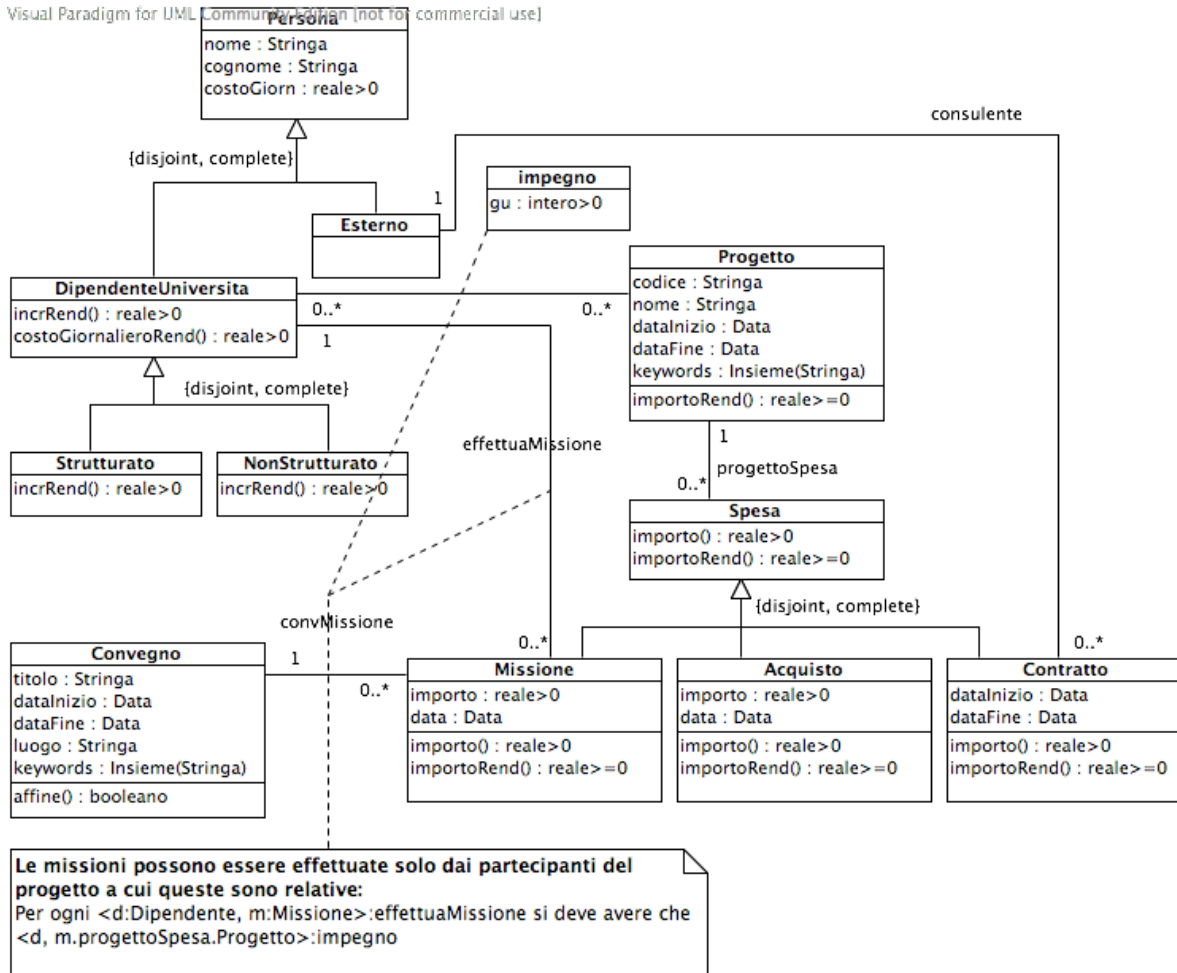 Visual Paradigm for UML Community Edition [not for commercial use]
Persona
nome : Stringa
cognome : Stringa
costoGiorn : reale>0
consulente
{disjoint, complete}
impegno
gu : intero>0
1
Esterno
Progetto
codice : Stringa
nome : Stringa
dataInizio : Data
dataFine : Data
keywords : Insieme(Stringa)
importoRend() : reale>=0
DipendenteUniversita
incrRend() : reale>0
costoGiornalieroRend() : reale>0
0..*
0..*
1
{disjoint, complete}
effettuaMissione
1
progettoSpesa
0..*
Strutturato
incrRend() : reale>0
NonStrutturato
incrRend() : reale>0
Spesa
importo() : reale>0
importoRend() : reale>=0
{disjoint, complete}
convMissione
0..*
0..*
Convegno
titolo : Stringa
dataInizio : Data
dataFine : Data
luogo : Stringa
keywords : Insieme(Stringa)
affine() : booleano
1
0..*
Missione
importo : reale>0
data : Data
importo() : reale>0
importoRend() : reale>=0
Acquisto
importo : reale>0
data : Data
importo() : reale>0
importoRend() : reale>=0
Contratto
dataInizio : Data
dataFine : Data
importo() : reale>0
importoRend() : reale>=0
Le missioni possono essere effettuate solo dai partecipanti del
progetto a cui queste sono relative:
Per ogni <d:Dipendente, m:Missione>:effettuaMissione si deve avere che
<d, m.progettoSpesa.Progetto>:impegno